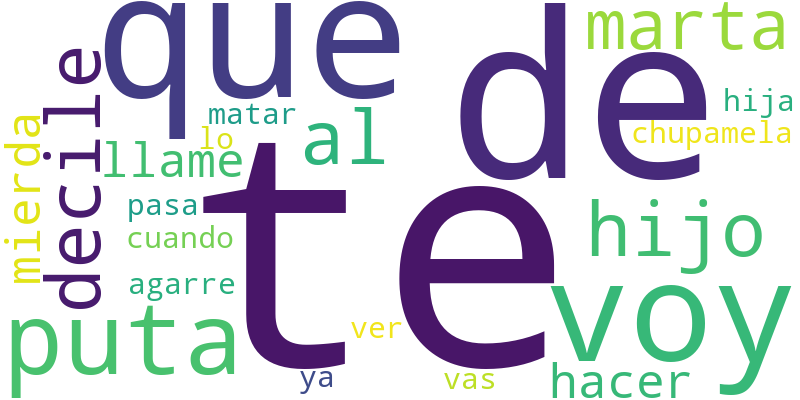 que
de
marta
decile
mierda
matar
hija
lo
al
chupamela
llame
te
pasa
hijo
cuando
agarre
voy
puta
ver
ya
vas
hacer